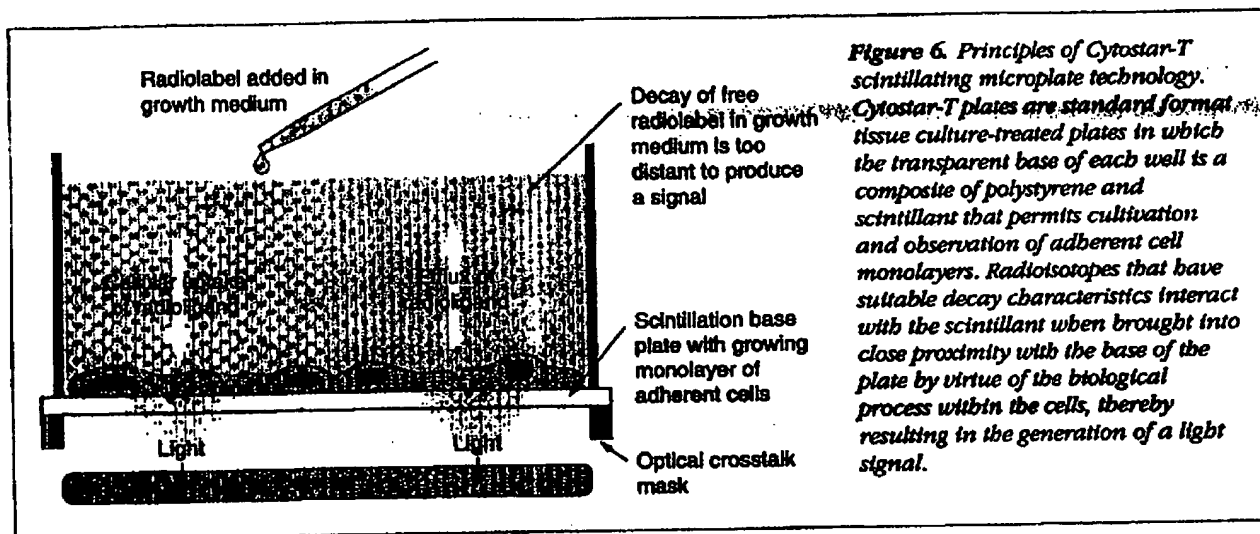 Radiolabel added in
growth medium
Decay of free
radiolabel in growth
medium is too
distant to produce
a signal
of radioligand
Scintillation base
plate with growing
monolayer of
adherent cells
Light
Light
Optical crosstalk
mask
Figure 6. Principles of Cytostar-T
scintillating microplate technology.
Cytostar-T plates are standard format
tissue culture-treated plates in which
the transparent base of each well is a
composite of polystyrene and
scintillant that permits cultivation
and observation of adherent cell
monolayers. Radioisotopes that have
suitable decay characteristics interact
with the scintillant when brought into
close proximity with the base of the
plate by virtue of the biological
process within the cells, thereby
resulting in the generation of a light
signal.